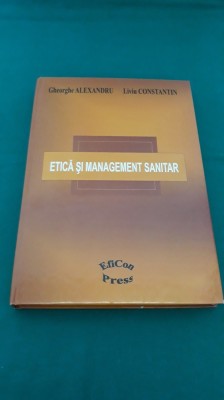 Gheorghe ALEXANDRU Liviu CONSTANTIN
ETICĂ ŞI MANAGEMENT SANITAR
EfiCon
Press